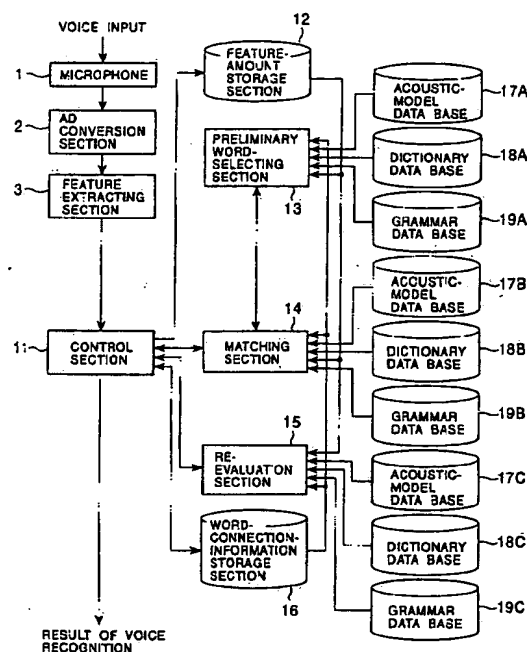 VOICE INPUT
1
MICROPHONE
2
AD
CONVERSION
SECTION
3
FEATURE
EXTRACTING
SECTION
11
CONTROL
SECTION
RESULT OF VOICE
RECOGNITION
12
FEATURE-
AMOUNT
STORAGE
SECTION
PRELIMINARY
WORD-
SELECTING
SECTION
13
14
MATCHING
SECTION
15
RE-
EVALUATION
SECTION
WORD-
CONNECTION-
INFORMATION
STORAGE
SECTION
16
ACOUSTIC-
MODEL
DATA BASE
17A
DICTIONARY
DATA BASE
18A
GRAMMAR
DATA BASE
19A
ACOUSTIC-
MODEL
DATA BASE
17B
DICTIONARY
DATA BASE
18B
GRAMMAR
DATA BASE
19B
ACOUSTIC-
MODEL
DATA BASE
17C
DICTIONARY
DATA BASE
18C
GRAMMAR
DATA BASE
19C